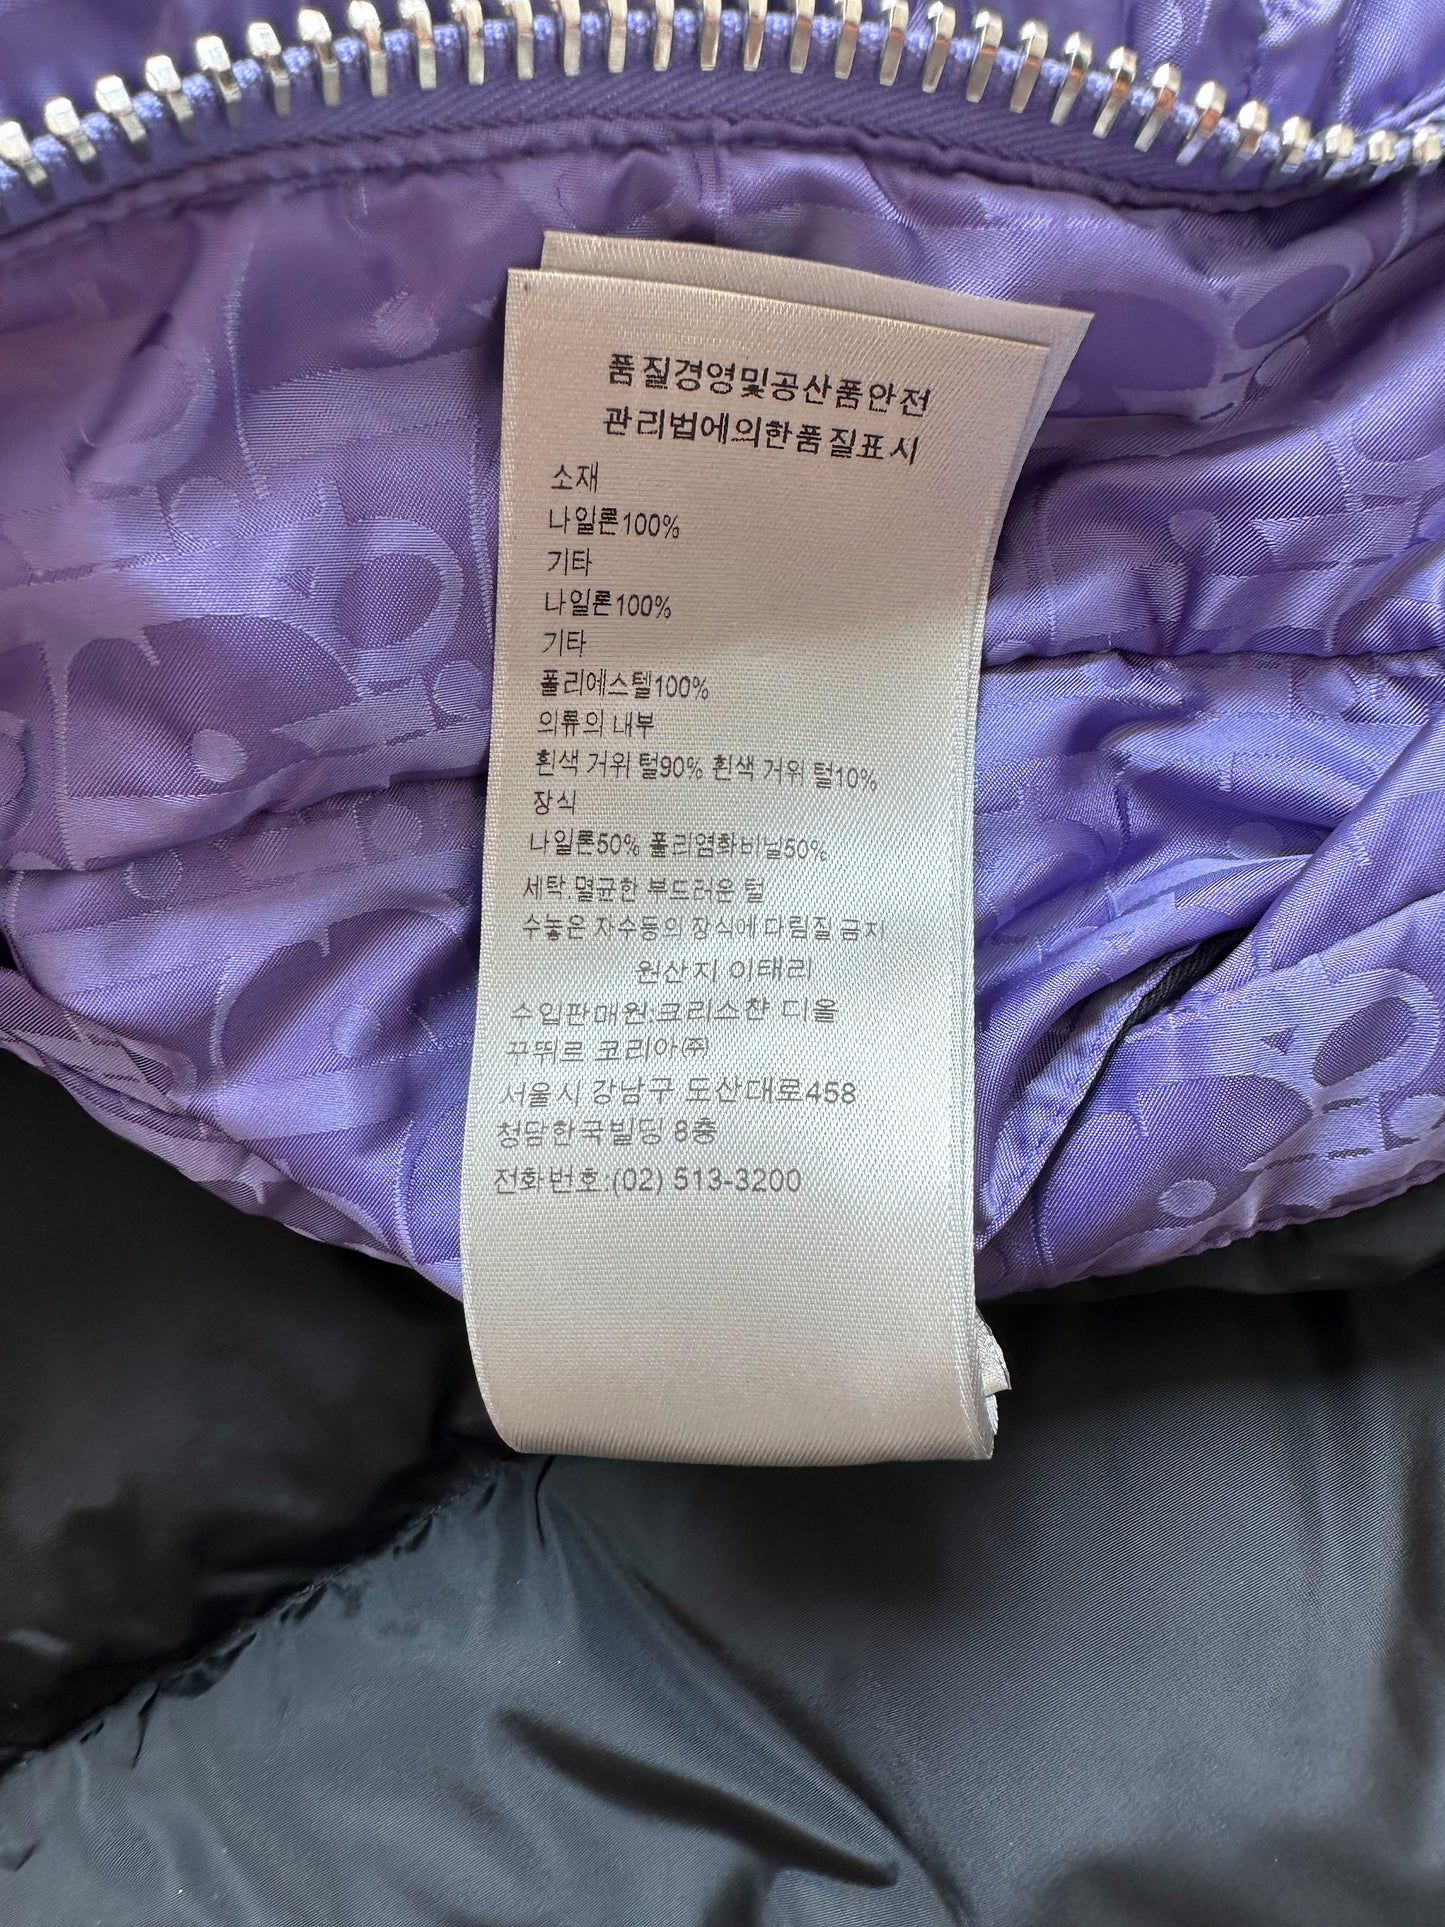 품질경영및공산품안전
관리법에의한품질표시
소재
나일론100%
기타
나일론100%
기타
폴리에스텔100%
의류의 내부
흰색 거위 털90% 흰색 거위 털10%
장식
나일론50% 폴리염화비닐50%
세탁:멸균한 부드러운 털
수놓은 자수등의 장식에 다림질 금지
원산지 이태리
수입판매원:크리스챤 디올
꾸뛰르 코리아㈜
서울시 강남구 도산대로458
청담한국빌딩 8층
전화번호:(02) 513-3200